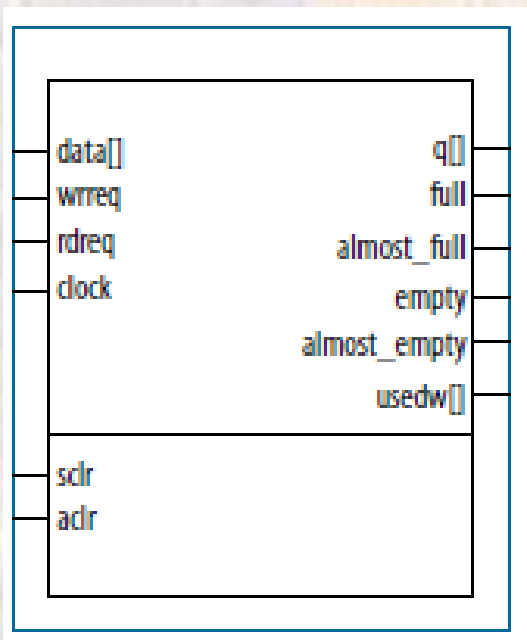 data[]
wrreq
rdreq
clock
q[]
full
almost_full
empty
almost_empty
usedw[]
sclr
aclr